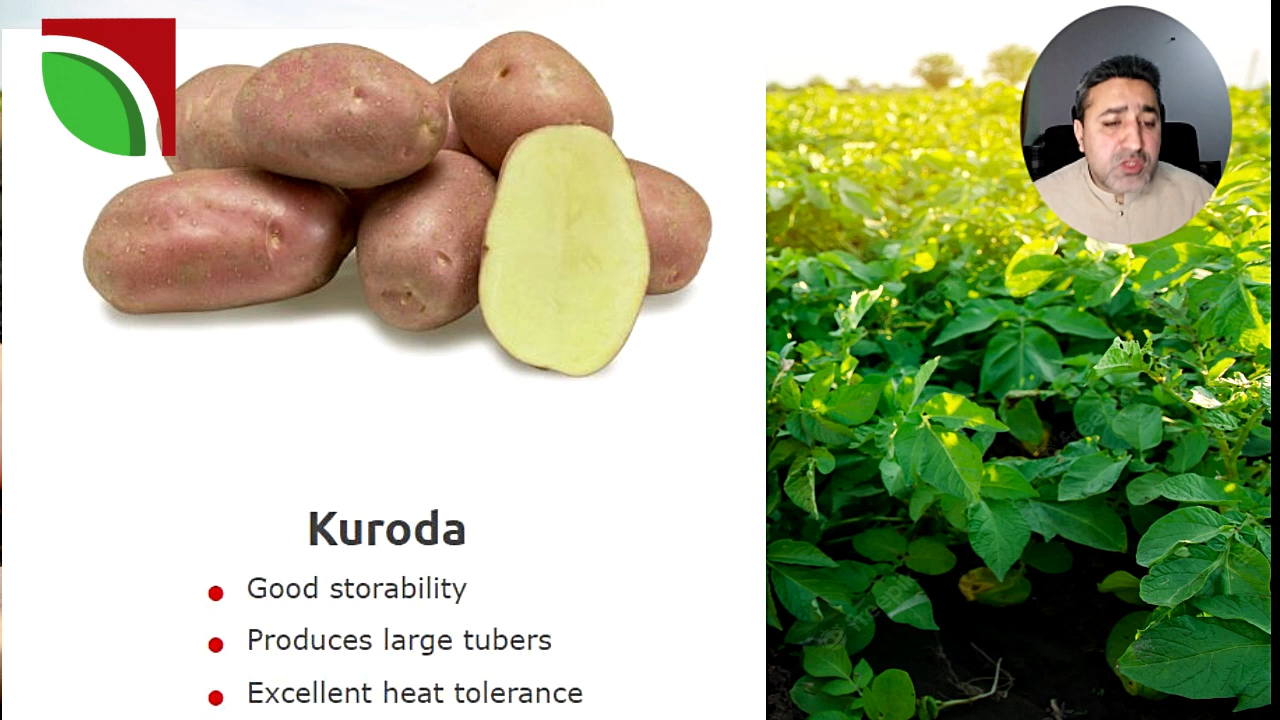 Kuroda
Good storability
Produces large tubers
Excellent heat tolerance